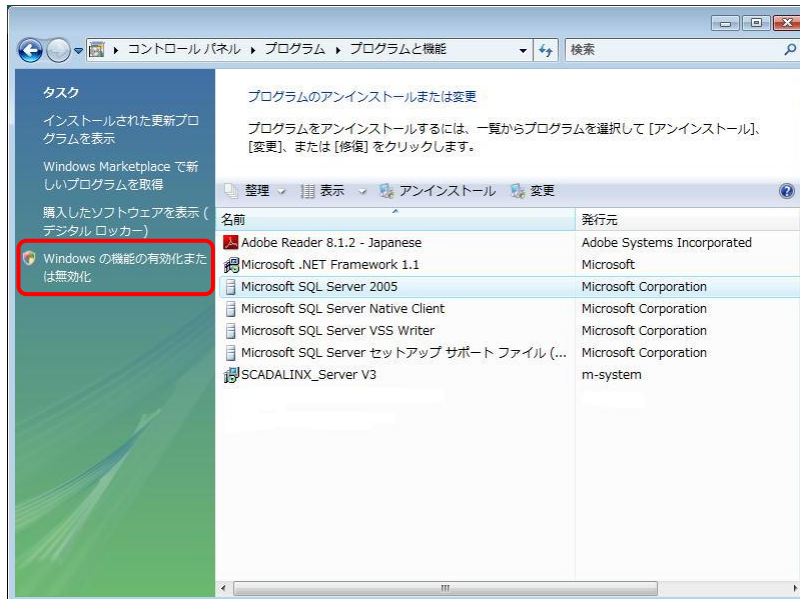 コントロール パネル ▸ プログラム ▸ プログラムと機能
検索
タスク
インストールされた更新プロ
グラムを表示
Windows Marketplace で新
しいプログラムを取得
購入したソフトウェアを表示 (
デジタル ロッカー)
Windows の機能の有効化また
は無効化
プログラムのアンインストールまたは変更
プログラムをアンインストールするには、一覧からプログラムを選択して [アンインストール]、
[変更]、または [修復] をクリックします。
整理 表示 アンインストール 変更
名前 発行元
Adobe Reader 8.1.2 - Japanese Adobe Systems Incorporated
Microsoft .NET Framework 1.1 Microsoft
Microsoft SQL Server 2005 Microsoft Corporation
Microsoft SQL Server Native Client Microsoft Corporation
Microsoft SQL Server VSS Writer Microsoft Corporation
Microsoft SQL Server セットアップ サポート ファイル (... Microsoft Corporation
SCADALINX_Server V3 m-system